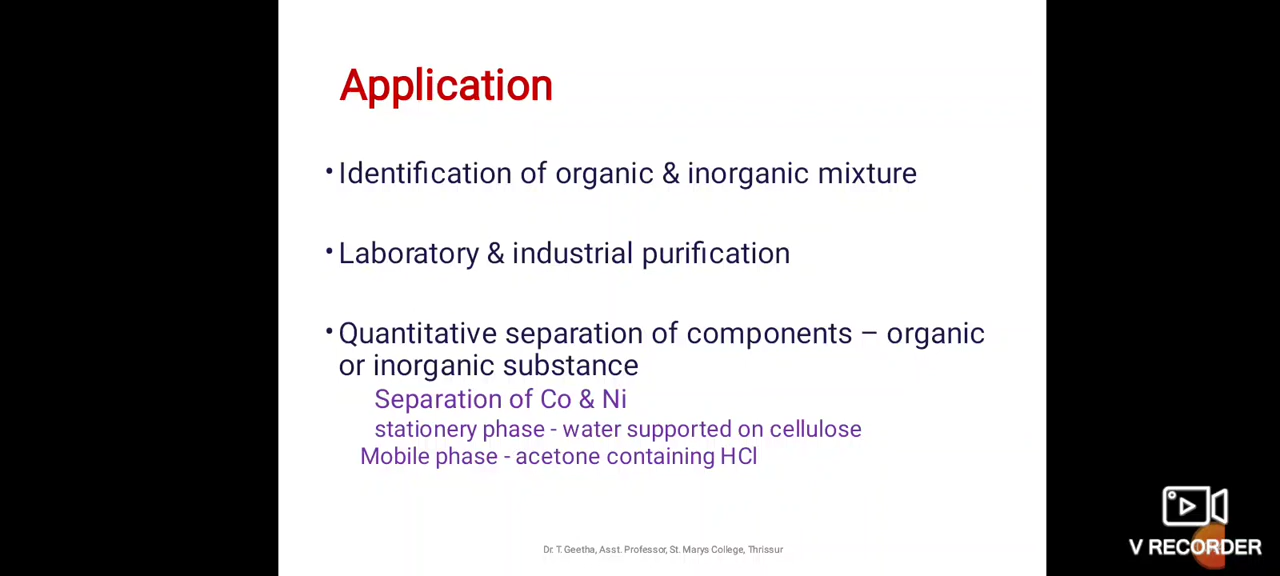 Application
• Identification of organic & inorganic mixture
• Laboratory & industrial purification
• Quantitative separation of components – organic
or inorganic substance
Separation of Co & Ni
stationery phase - water supported on cellulose
Mobile phase - acetone containing HCl
Dr. T. Geetha, Asst. Professor, St. Marys College, Thrissur
V RECORDER